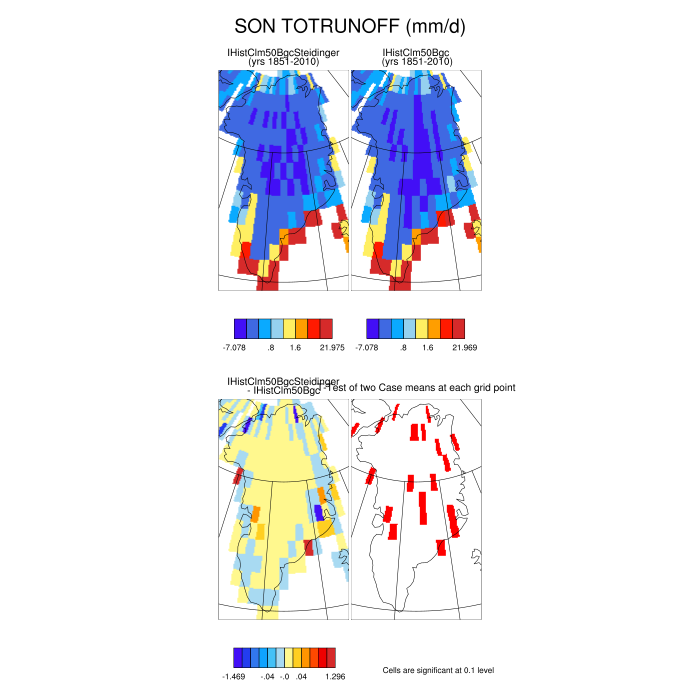 SON TOTRUNOFF (mm/d)
IHistClm50BgcSteidinger
(yrs 1851-2010)
IHistClm50Bgc
(yrs 1851-2010)
-7.078 .8 1.6 21.975
-7.078 .8 1.6 21.969
IHistClm50BgcSteidinger
- IHistClm50Bgc
T-Test of two Case means at each grid point
-1.469 -.04 -.0 .04 1.296
Cells are significant at 0.1 level